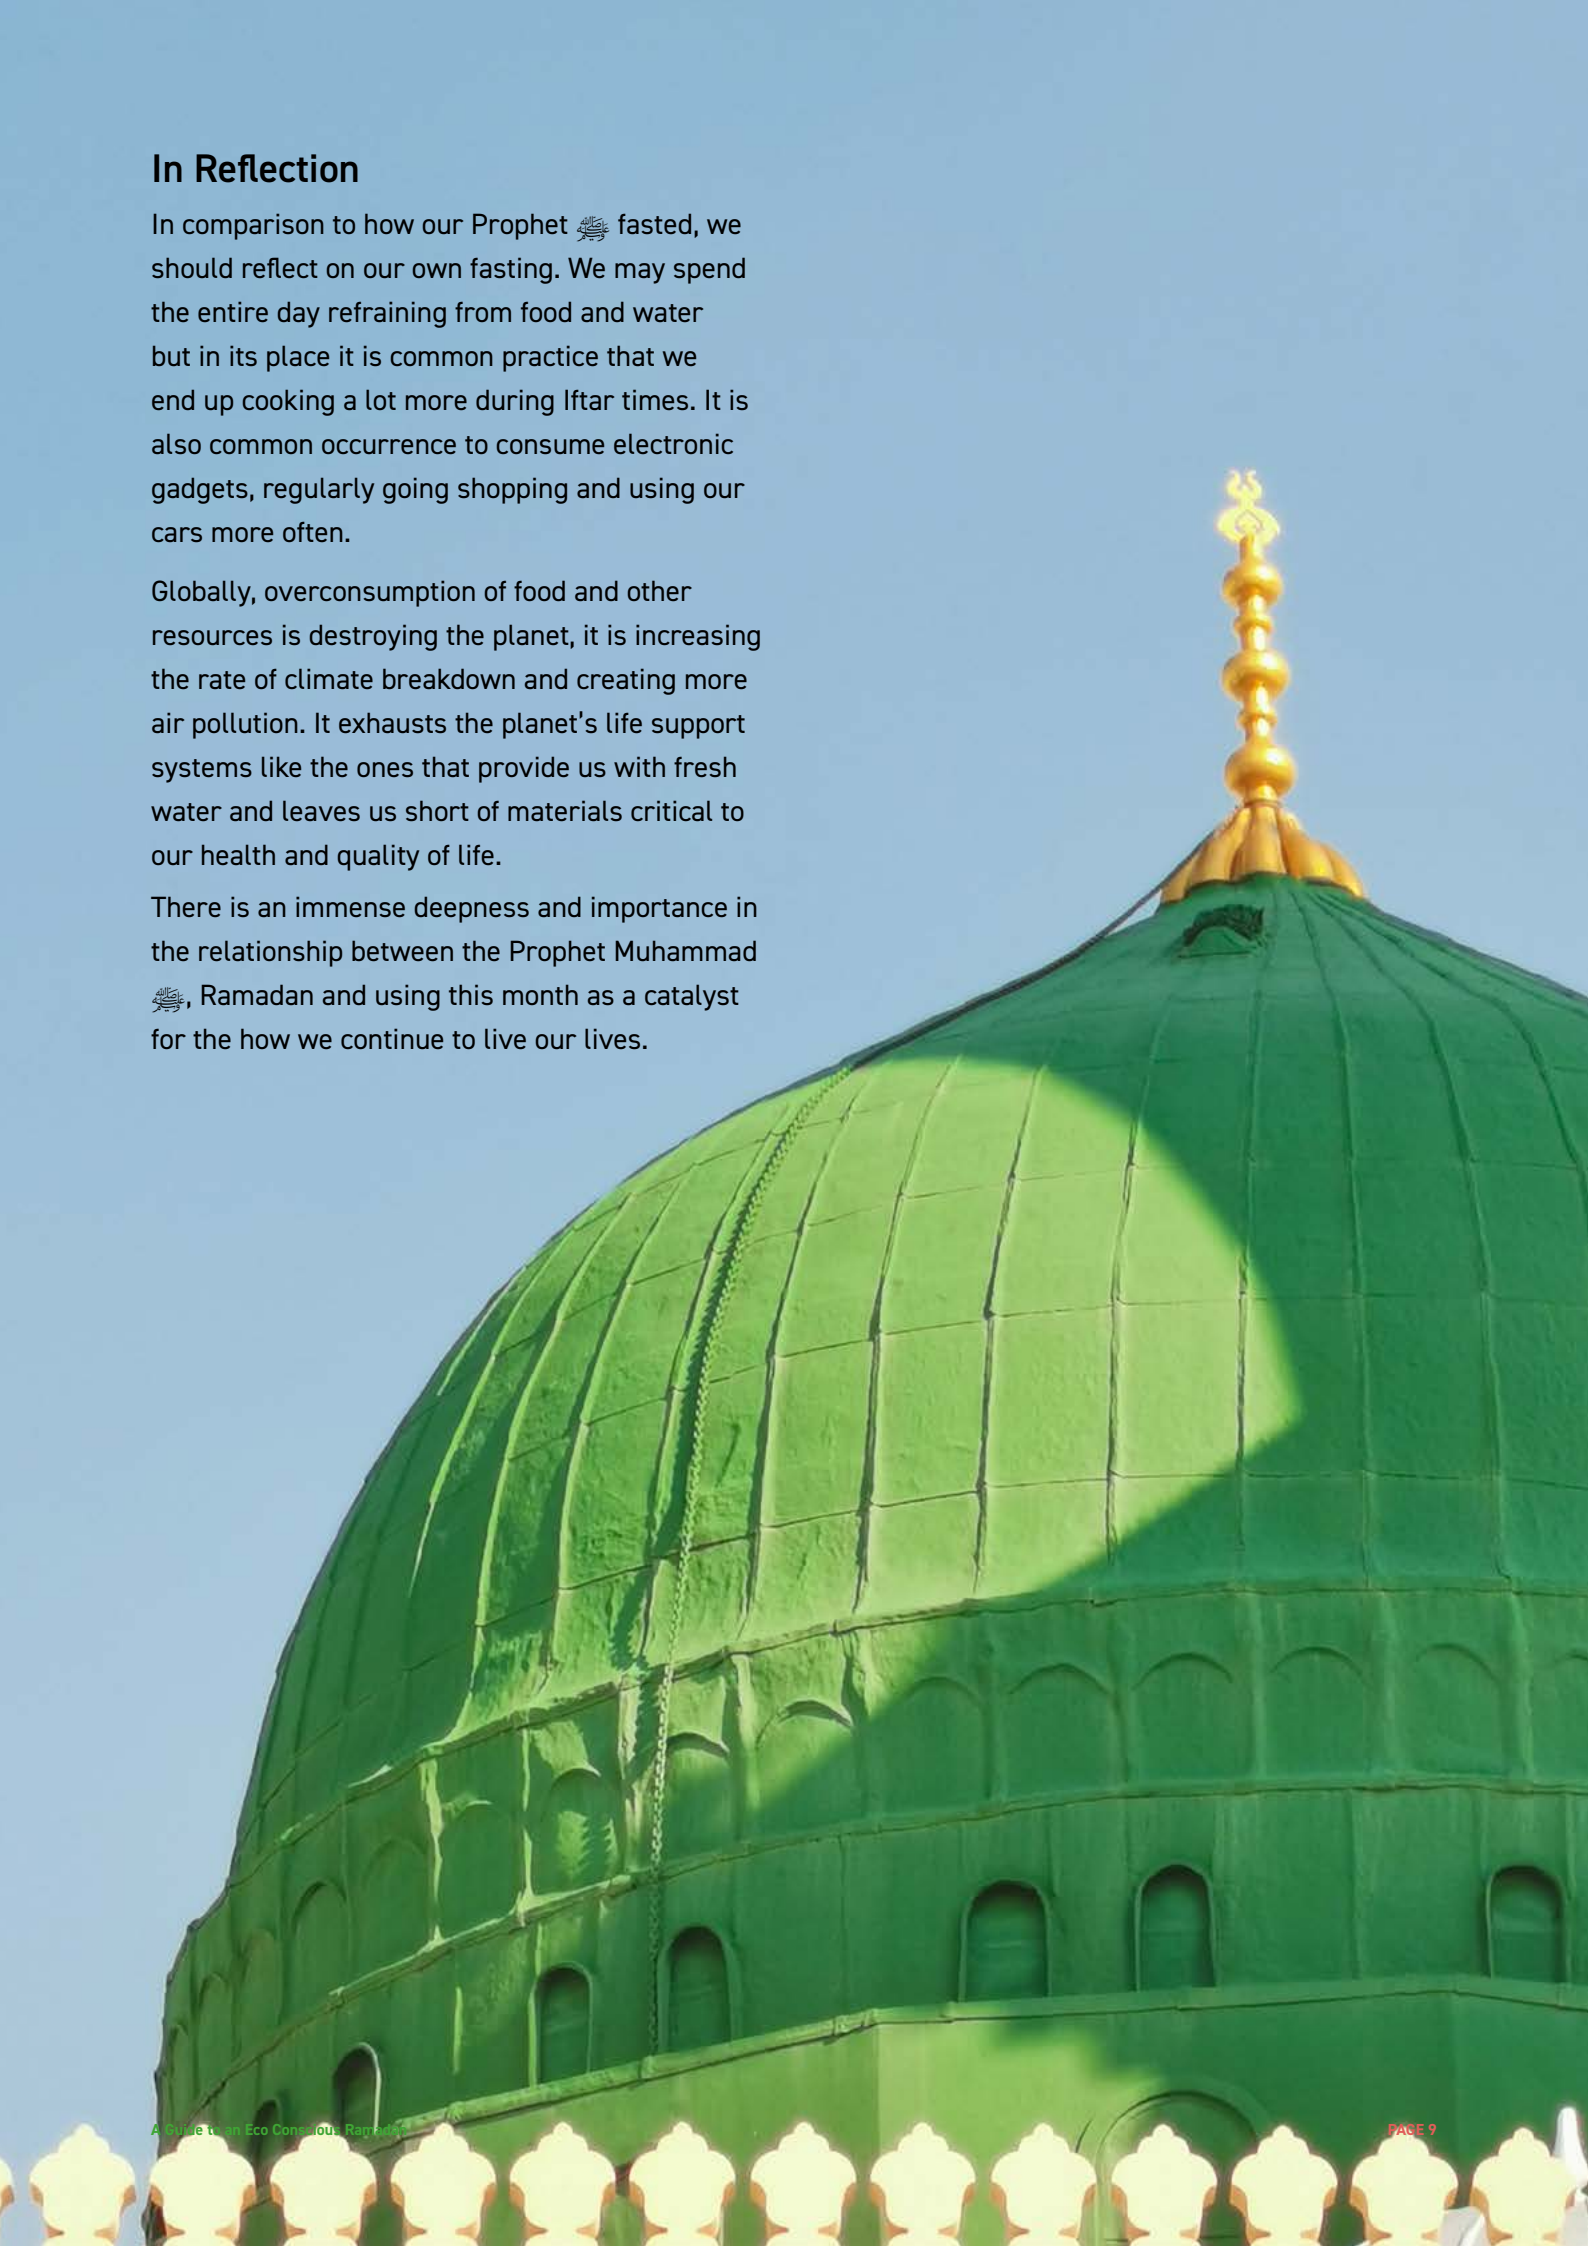 In Reflection
In comparison to how our Prophet ﷺ fasted, we
should reflect on our own fasting. We may spend
the entire day refraining from food and water
but in its place it is common practice that we
end up cooking a lot more during Iftar times. It is
also common occurrence to consume electronic
gadgets, regularly going shopping and using our
cars more often.
Globally, overconsumption of food and other
resources is destroying the planet, it is increasing
the rate of climate breakdown and creating more
air pollution. It exhausts the planet's life support
systems like the ones that provide us with fresh
water and leaves us short of materials critical to
our health and quality of life.
There is an immense deepness and importance in
the relationship between the Prophet Muhammad
ﷺ, Ramadan and using this month as a catalyst
for the how we continue to live our lives.
A Guide to an Eco Conscious Ramadan
PAGE 9